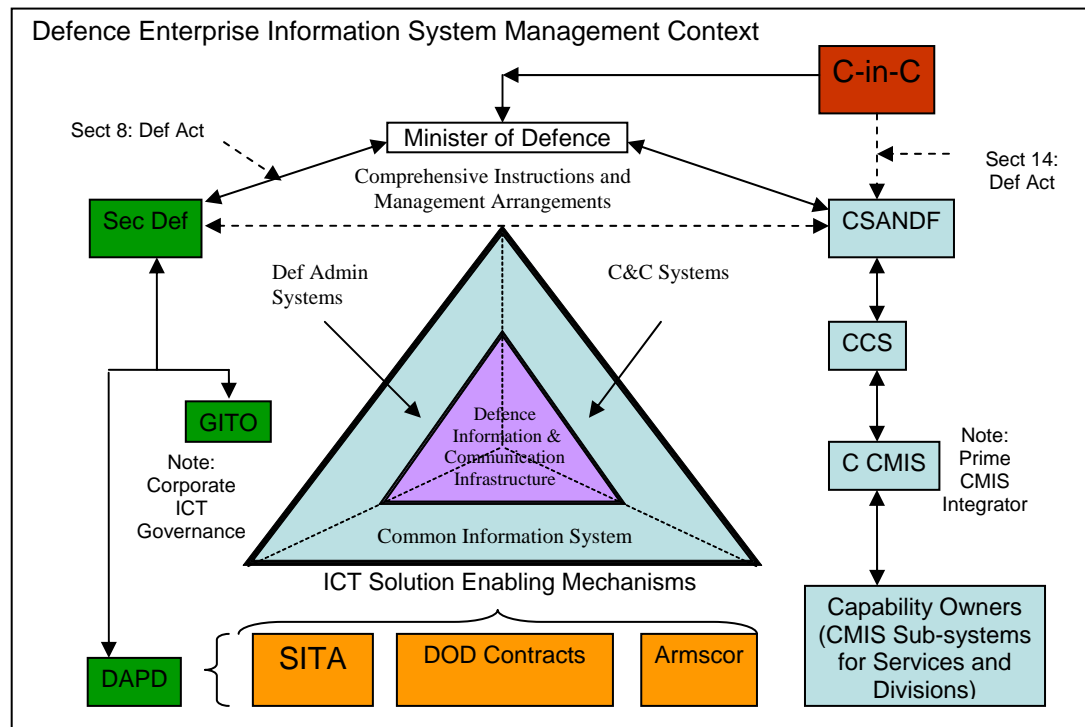 Defence Enterprise Information System Management Context
C-in-C
Sect 8: Def Act
Minister of Defence
Sect 14:
Def Act
Comprehensive Instructions and
Management Arrangements
Sec Def
CSANDF
Def Admin
Systems
C&C Systems
CCS
GITO
Note:
Corporate
ICT
Governance
Defence
Information &
Communication
Infrastructure
C CMIS
Note:
Prime
CMIS
Integrator
Common Information System
ICT Solution Enabling Mechanisms
Capability Owners
(CMIS Sub-systems
for Services and
Divisions)
DAPD
SITA
DOD Contracts
Armscor